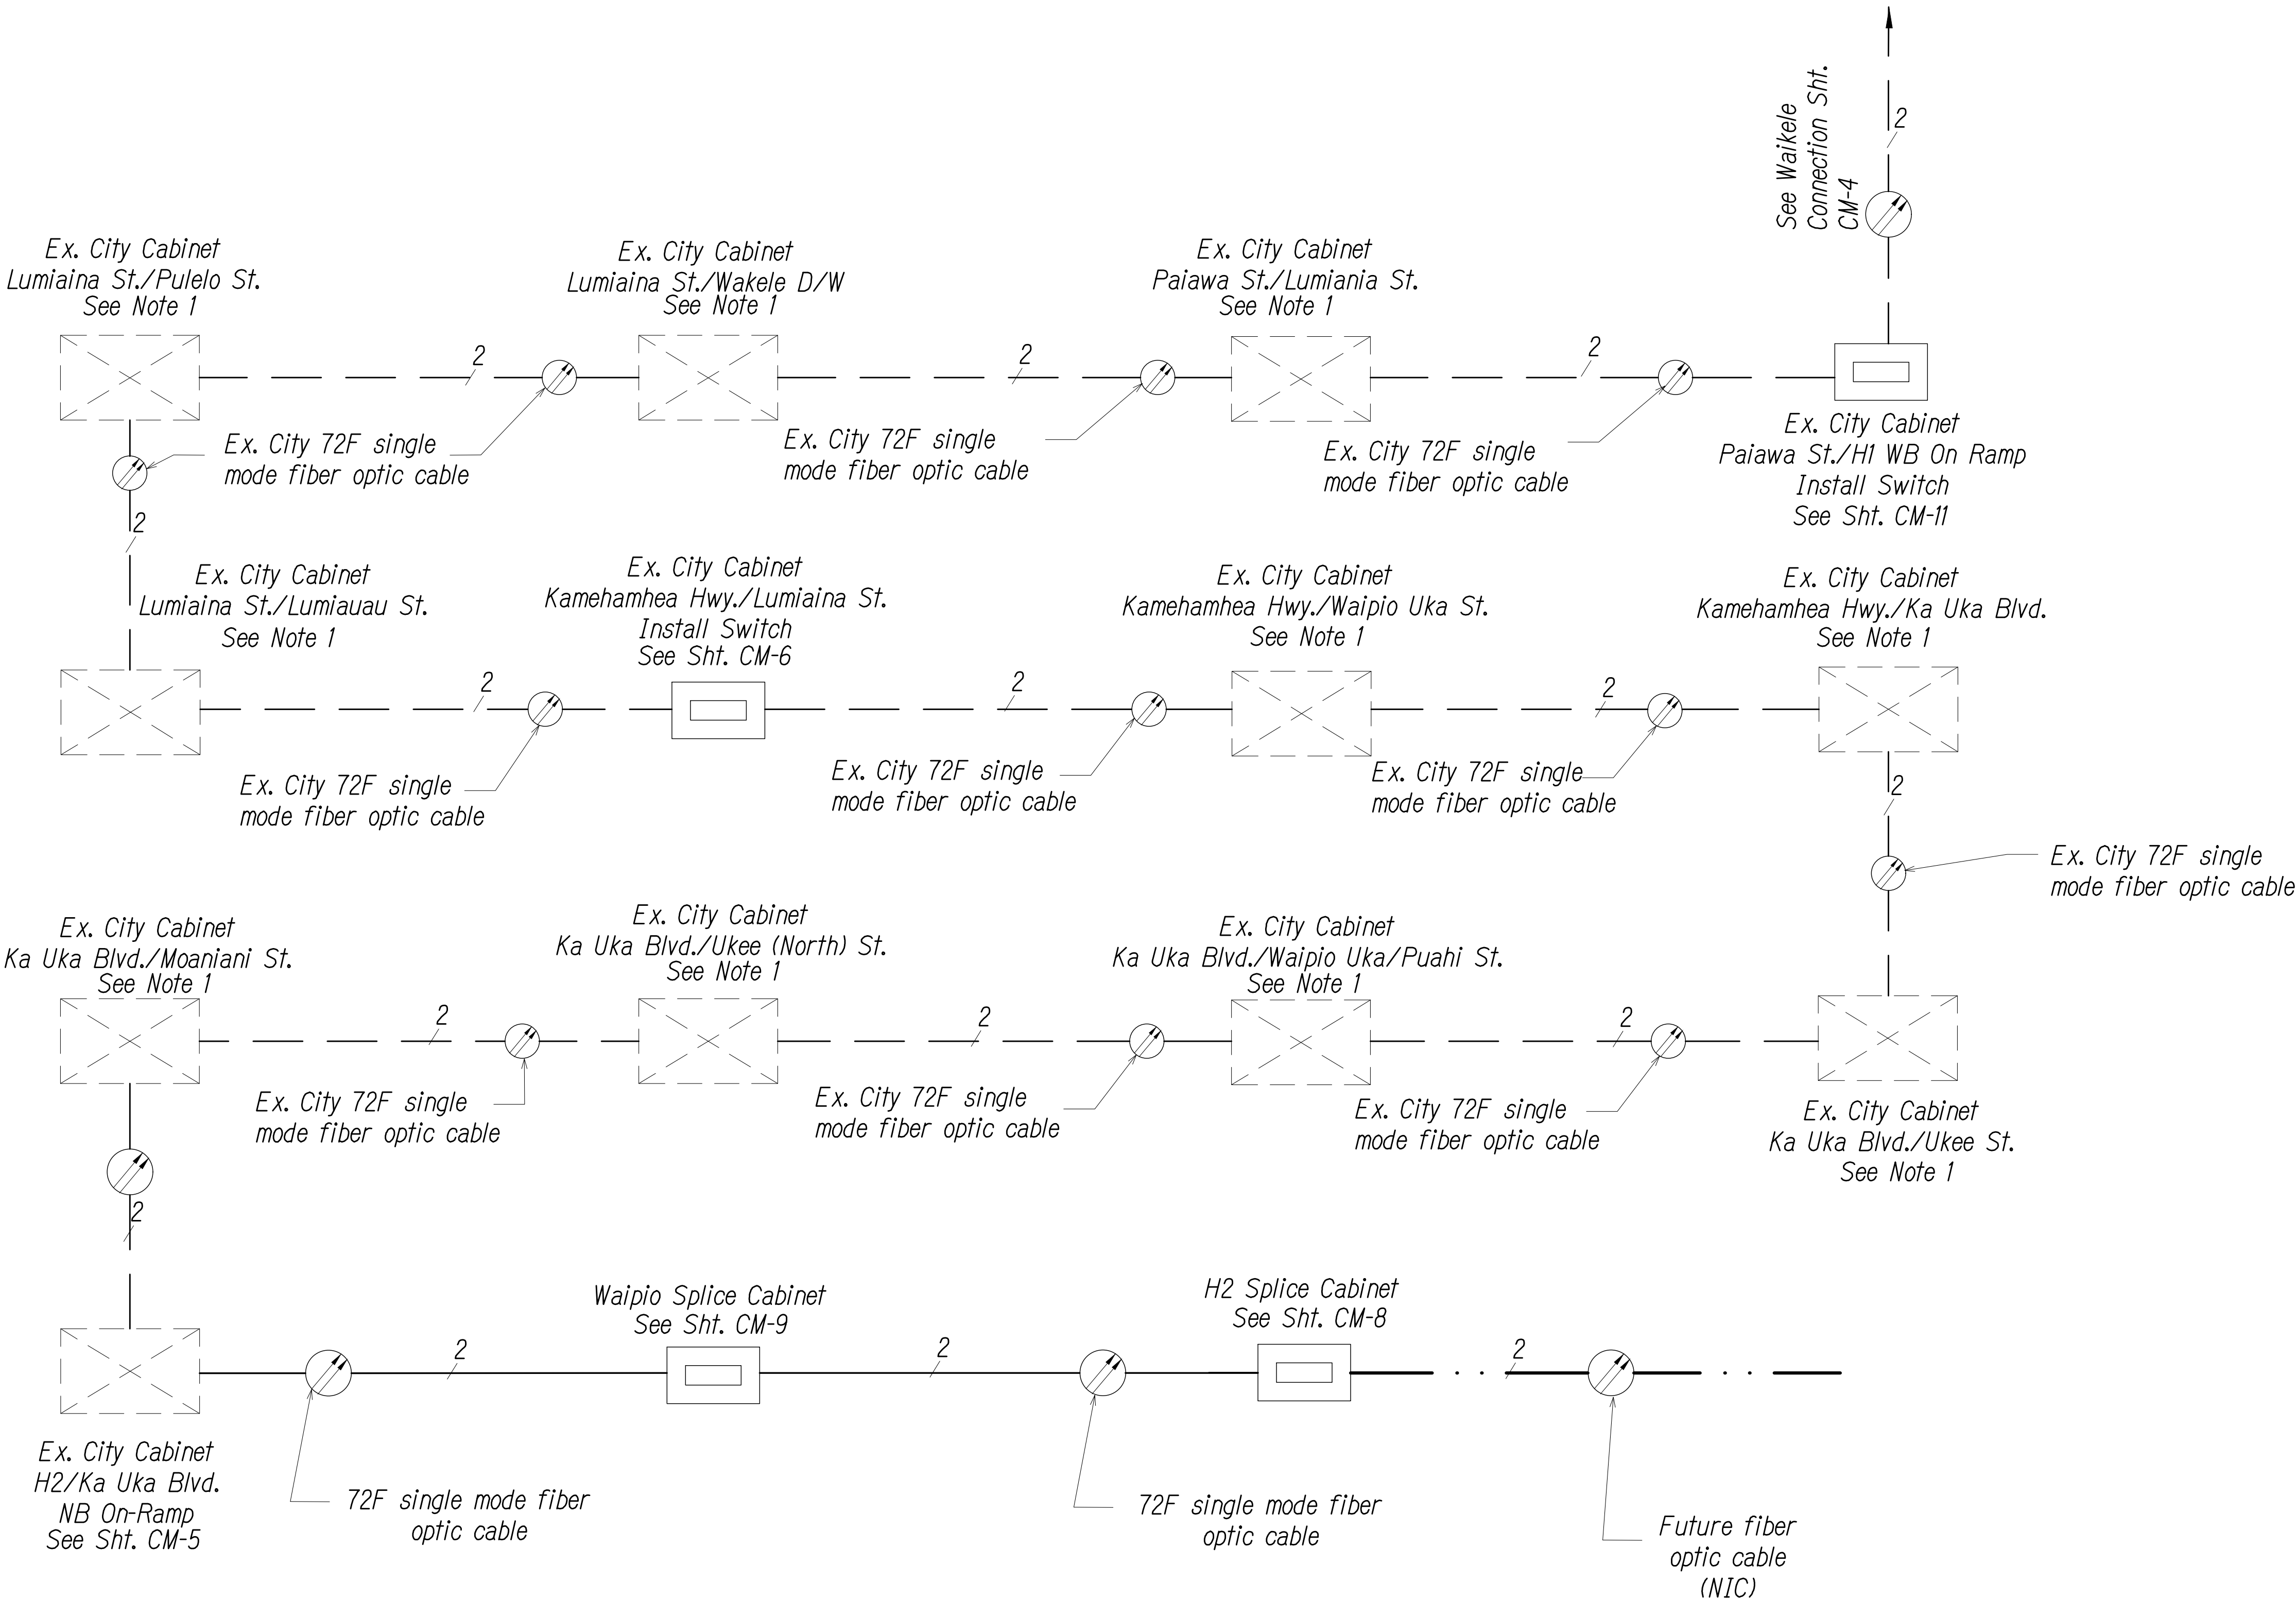 See Waikele
Connection Sht.
CM-4
2
Ex. City Cabinet
Lumiaina St./Pulelo St.
See Note 1
Ex. City Cabinet
Lumiaina St./Wakele D/W
See Note 1
Ex. City Cabinet
Paiawa St./Lumiania St.
See Note 1
2
2
2
Ex. City 72F single
mode fiber optic cable
Ex. City 72F single
mode fiber optic cable
Ex. City 72F single
mode fiber optic cable
Ex. City Cabinet
Paiawa St./H1 WB On Ramp
Install Switch
See Sht. CM-11
2
Ex. City Cabinet
Lumiaina St./Lumiauau St.
See Note 1
Ex. City Cabinet
Kamehamhea Hwy./Lumiaina St.
Install Switch
See Sht. CM-6
Ex. City Cabinet
Kamehamhea Hwy./Waipio Uka St.
See Note 1
Ex. City Cabinet
Kamehamhea Hwy./Ka Uka Blvd.
See Note 1
2
2
2
Ex. City 72F single
mode fiber optic cable
Ex. City 72F single
mode fiber optic cable
Ex. City 72F single
mode fiber optic cable
2
Ex. City 72F single
mode fiber optic cable
Ex. City Cabinet
Ka Uka Blvd./Moaniani St.
See Note 1
Ex. City Cabinet
Ka Uka Blvd./Ukee (North) St.
See Note 1
Ex. City Cabinet
Ka Uka Blvd./Waipio Uka/Puahi St.
See Note 1
2
2
2
Ex. City 72F single
mode fiber optic cable
Ex. City 72F single
mode fiber optic cable
Ex. City 72F single
mode fiber optic cable
Ex. City Cabinet
Ka Uka Blvd./Ukee St.
See Note 1
2
Waipio Splice Cabinet
See Sht. CM-9
H2 Splice Cabinet
See Sht. CM-8
2
2
2
Ex. City Cabinet
H2/Ka Uka Blvd.
NB On-Ramp
See Sht. CM-5
72F single mode fiber
optic cable
72F single mode fiber
optic cable
Future fiber
optic cable
(NIC)